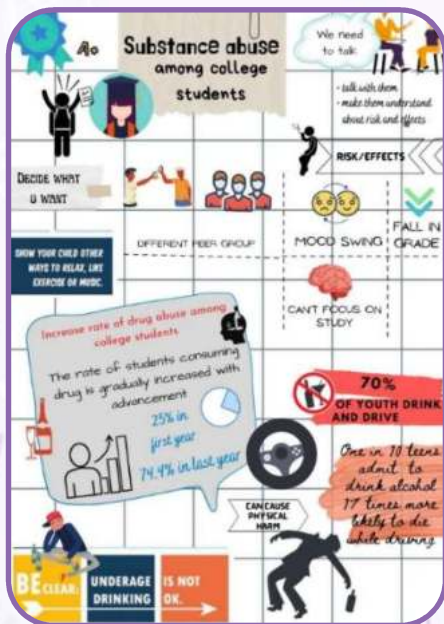 A+
Substance abuse
among college
students
We need
to talk
- talk with them
- make them understand
about risk and effects
RISK/EFFECTS
DECIDE WHAT
U WANT
DIFFERENT PEER GROUP
MOOD SWING
FALL IN
GRADE
SHOW YOUR CHILD OTHER
WAYS TO RELAX, LIKE
EXERCISE OR MUSIC.
CANT FOCUS ON
STUDY
Increase rate of drug abuse among
college students
The rate of students consuming
drug is gradually increased with
advancement
25% in
first year
74.4% in last year
70%
OF YOUTH DRINK
AND DRIVE
One in 10 teens
admit to
drink alcohol
17 times more
likely to die
while driving
CAN CAUSE
PHYSICAL
HARM
BE CLEAR:
UNDERAGE
DRINKING
IS NOT
OK.